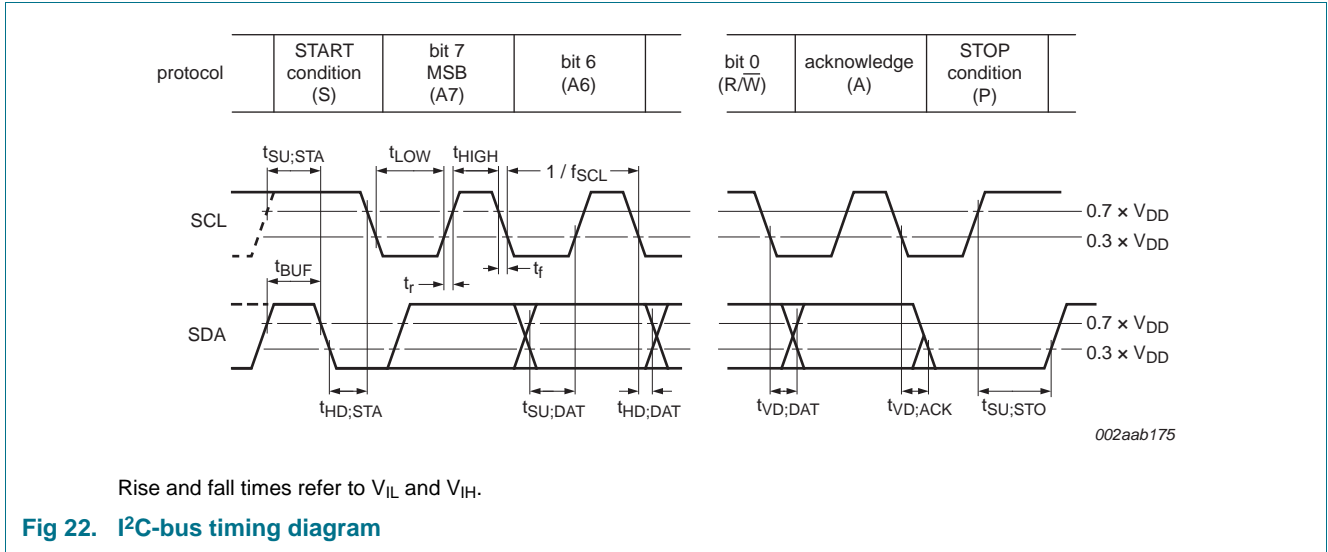 protocol
START
condition
(S)
bit 7
MSB
(A7)
bit 6
(A6)
bit 0
(R/W̅)
acknowledge
(A)
STOP
condition
(P)
tSU;STA
tLOW
tHIGH
1 / fSCL
SCL
0.7 × VDD
0.3 × VDD
tBUF
tr
tf
SDA
0.7 × VDD
0.3 × VDD
tHD;STA
tSU;DAT
tHD;DAT
tVD;DAT
tVD;ACK
tSU;STO
002aab175
Rise and fall times refer to VIL and VIH.
Fig 22. I²C-bus timing diagram